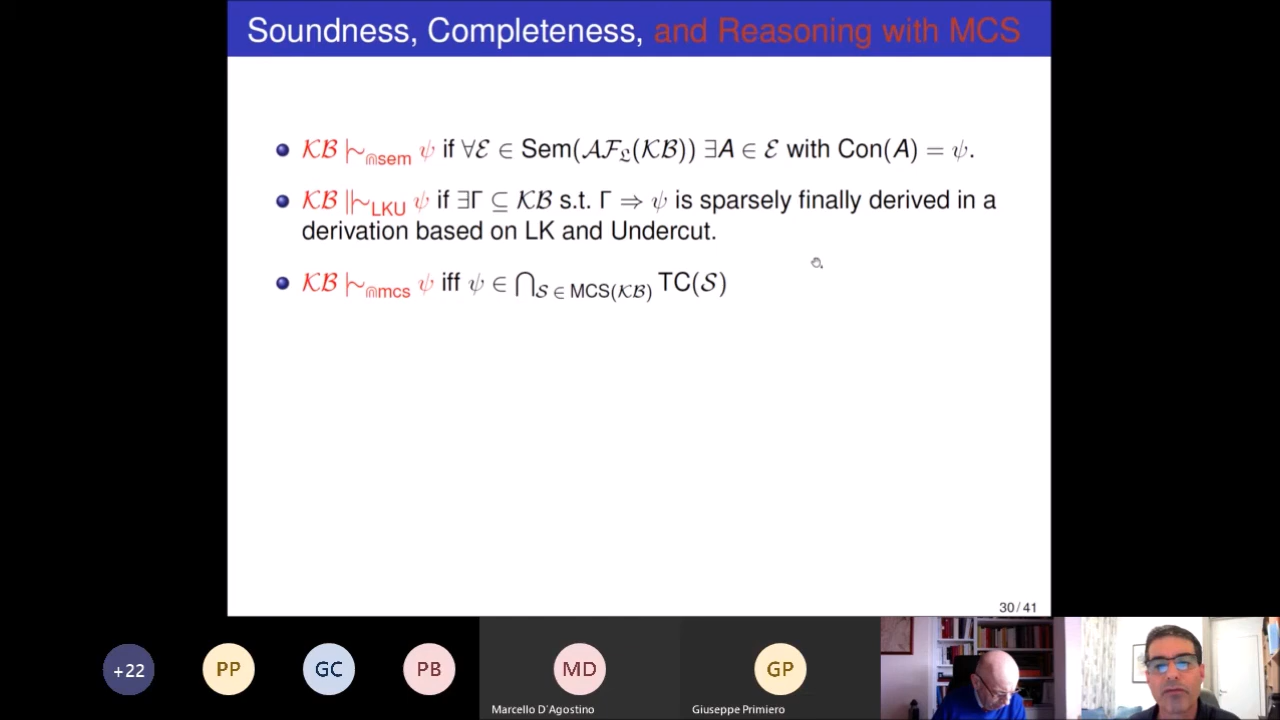 Soundness, Completeness, and Reasoning with MCS
𝒦ℬ |∼⋒sem ψ if ∀ℰ ∈ Sem(𝒜ℱ𝔏(𝒦ℬ)) ∃A ∈ ℰ with Con(A) = ψ.
𝒦ℬ ||∼LKU ψ if ∃Γ ⊆ 𝒦ℬ s.t. Γ ⇒ ψ is sparsely finally derived in a
derivation based on LK and Undercut.
𝒦ℬ |∼⋒mcs ψ iff ψ ∈ ⋂𝒮 ∈ MCS(𝒦ℬ) TC(𝒮)
30 / 41
+22 PP GC PB MD GP
Marcello D'Agostino Giuseppe Primiero